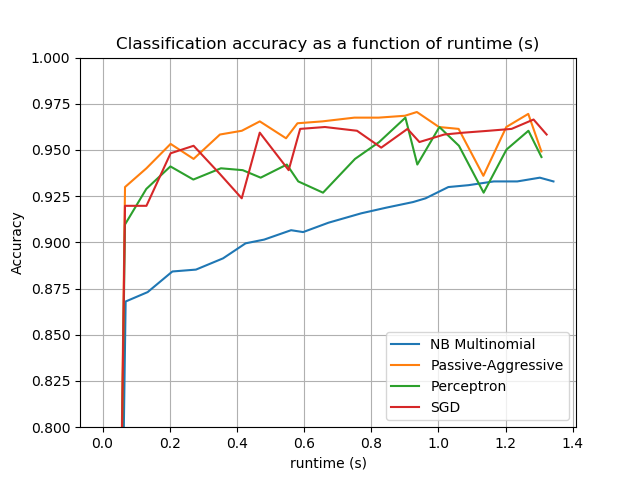 Classification accuracy as a function of runtime (s)
1.000
0.975
0.950
0.925
0.900
0.875
0.850
0.825
0.800
Accuracy
NB Multinomial
Passive-Aggressive
Perceptron
SGD
0.0 0.2 0.4 0.6 0.8 1.0 1.2 1.4
runtime (s)